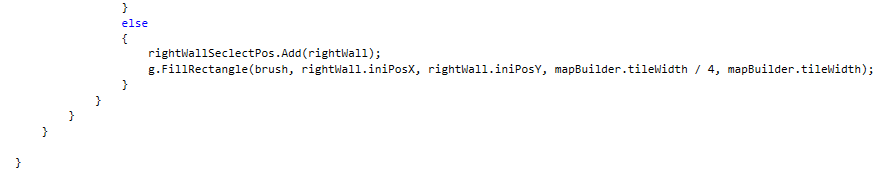 }
else
{
rightWallSeclectPos.Add(rightWall);
g.FillRectangle(brush, rightWall.iniPosX, rightWall.iniPosY, mapBuilder.tileWidth / 4, mapBuilder.tileWidth);
}
}
}
}
}